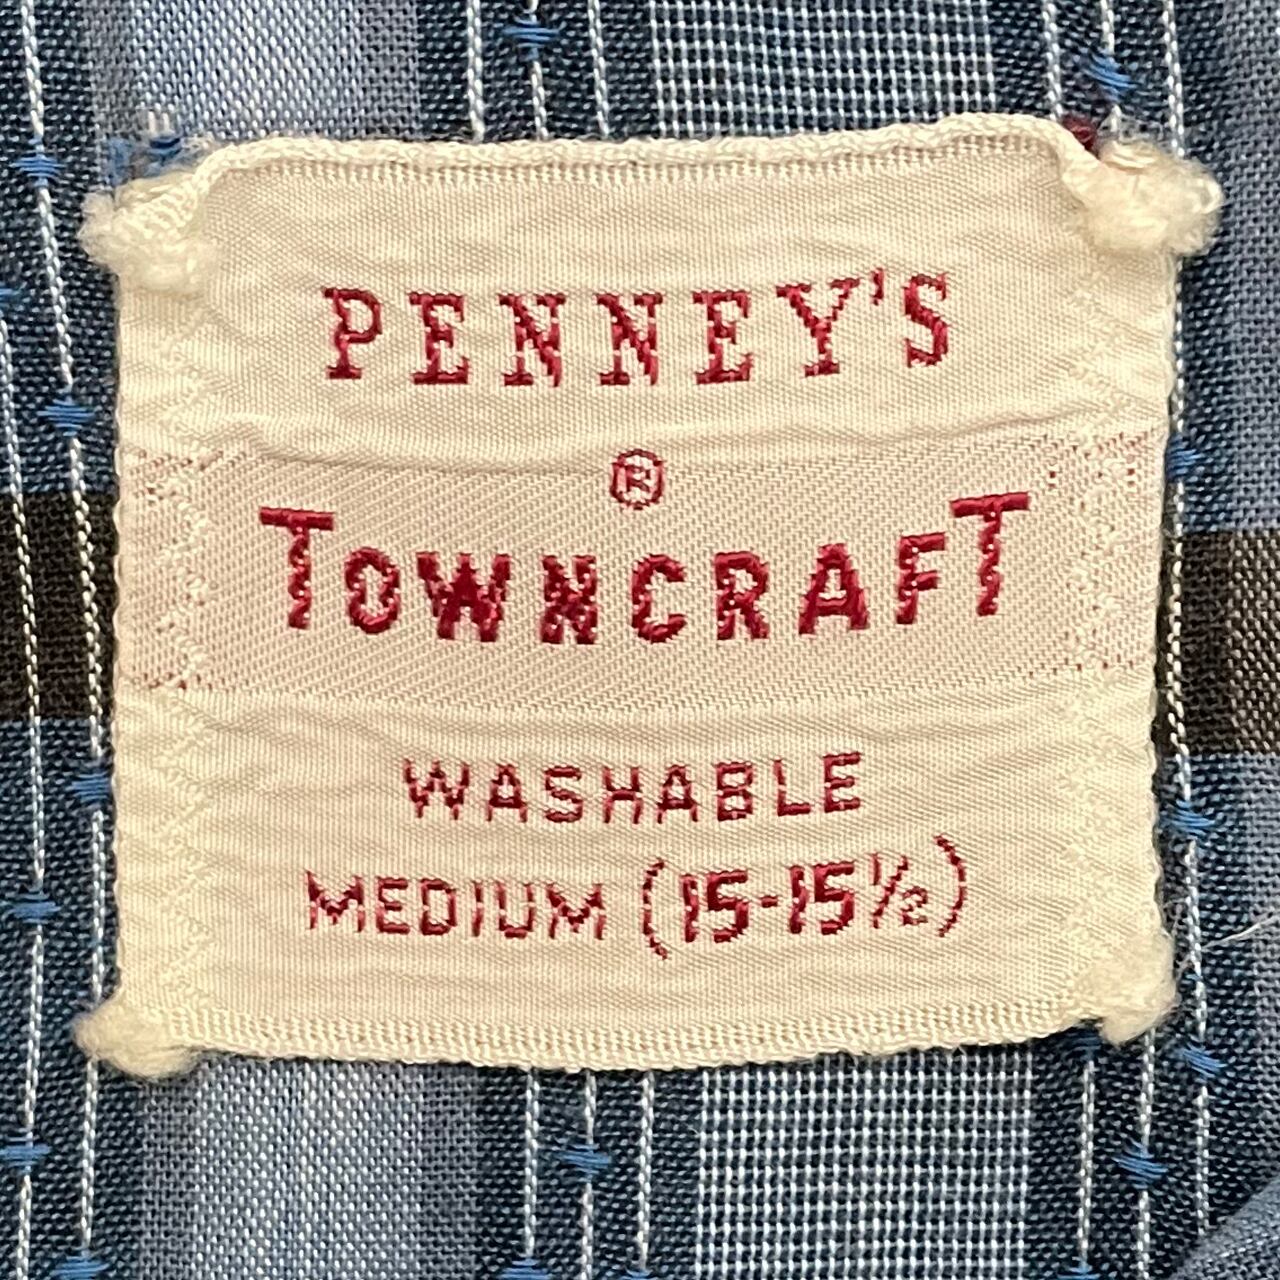 PENNEY'S
®
TOWNCRAFT
WASHABLE
MEDIUM (15-15½)